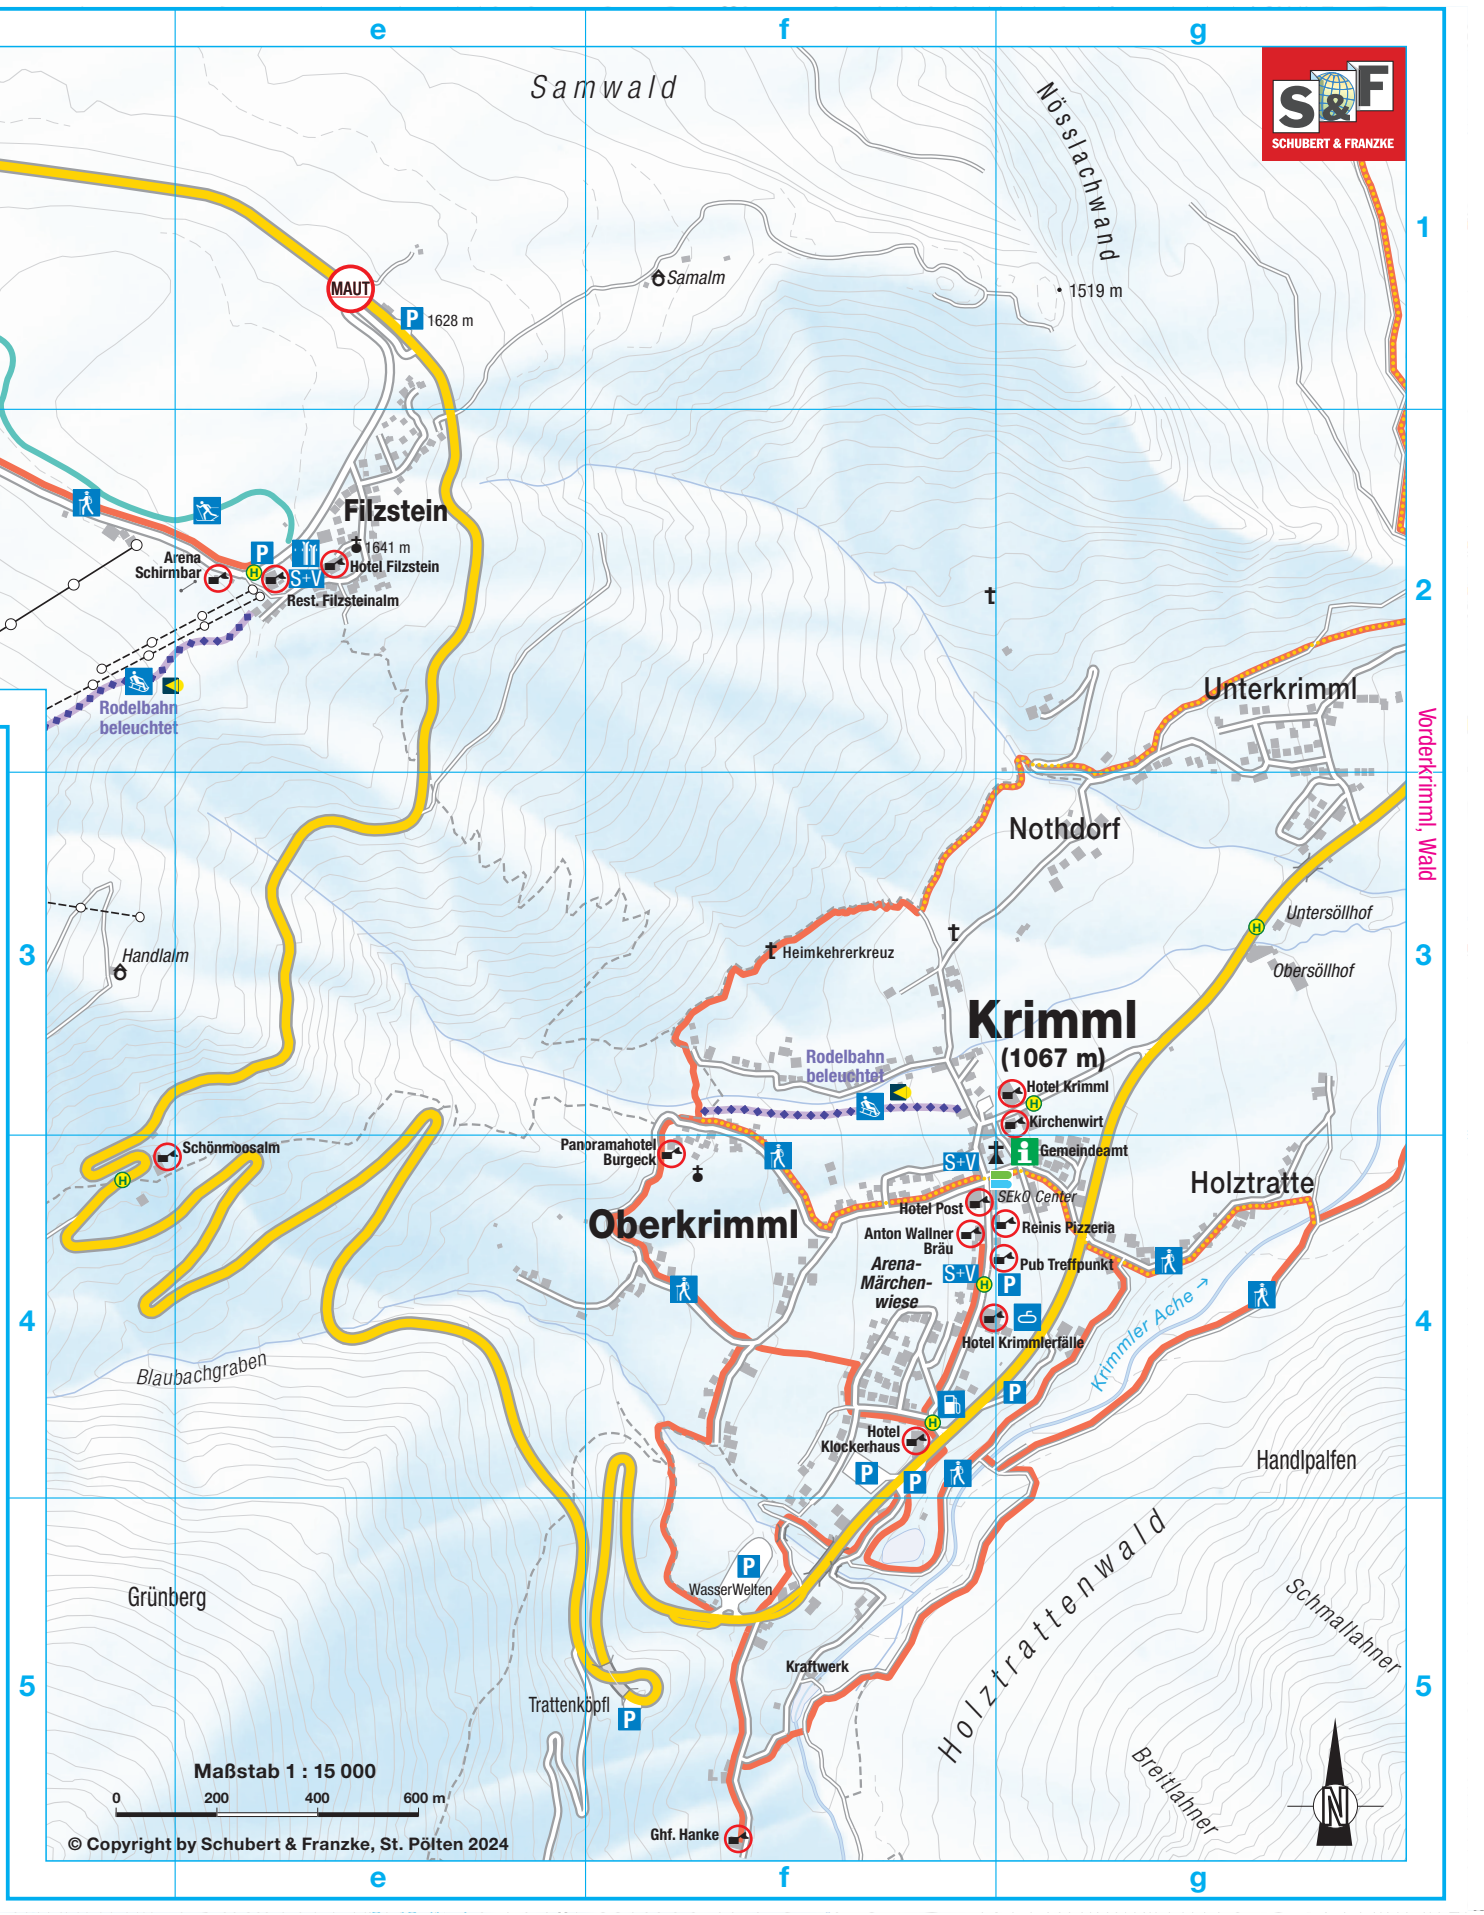 e
f
g
Samwald
Nösslachwand
S&F
SCHUBERT & FRANZKE
1
MAUT
P
1628 m
Samalm
1519 m
Filzstein
1641 m
Hotel Filzstein
Arena
Schirmbar
P
H
S+V
Rest. Filzsteinalm
2
Rodelbahn
beleuchtet
Unterkrimml
Vorderkrimml, Wald
Nothdorf
Untersöllhof
H
Obersöllhof
3
3
Handlalm
Heimkehrerkreuz
Krimml
(1067 m)
Rodelbahn
beleuchtet
Hotel Krimml
H
Kirchenwirt
Schönmoosalm
H
Panoramahotel
Burgeck
S+V
i
Gemeindeamt
Holztratte
SEkO Center
Hotel Post
Oberkrimml
Reinis Pizzeria
Anton Wallner
Bräu
Pub Treffpunkt
Arena-
Märchen-
wiese
S+V
H
P
4
4
Hotel Krimmlerfälle
Krimmler Ache
Blaubachgraben
P
H
Hotel
Klockerhaus
P
P
Handlpalfen
Holztrattenwald
Grünberg
P
WasserWelten
Schmallahner
Kraftwerk
5
5
Trattenköpfl
P
Breitlahner
Maßstab 1 : 15 000
0 200 400 600 m
N
Ghf. Hanke
© Copyright by Schubert & Franzke, St. Pölten 2024
e
f
g